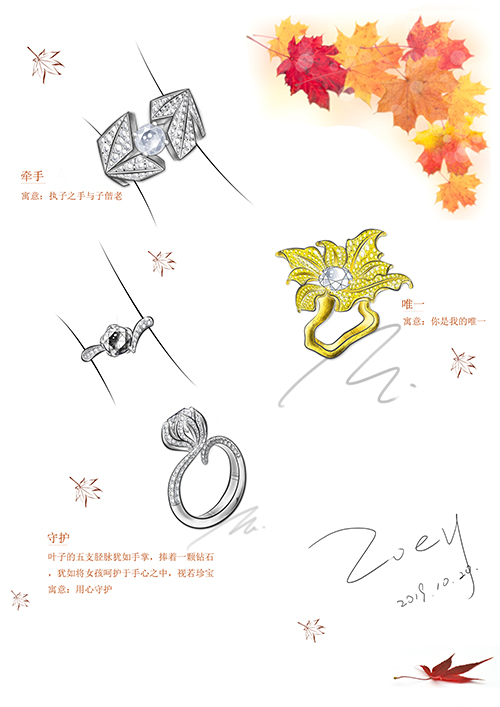 牵手
寓意：执子之手与子偕老
唯一
寓意：你是我的唯一
守护
叶子的五支胫脉犹如手掌，捧着一颗钻石
，犹如将女孩呵护于手心之中，视若珍宝
寓意：用心守护
Zoey
2019.10.29.